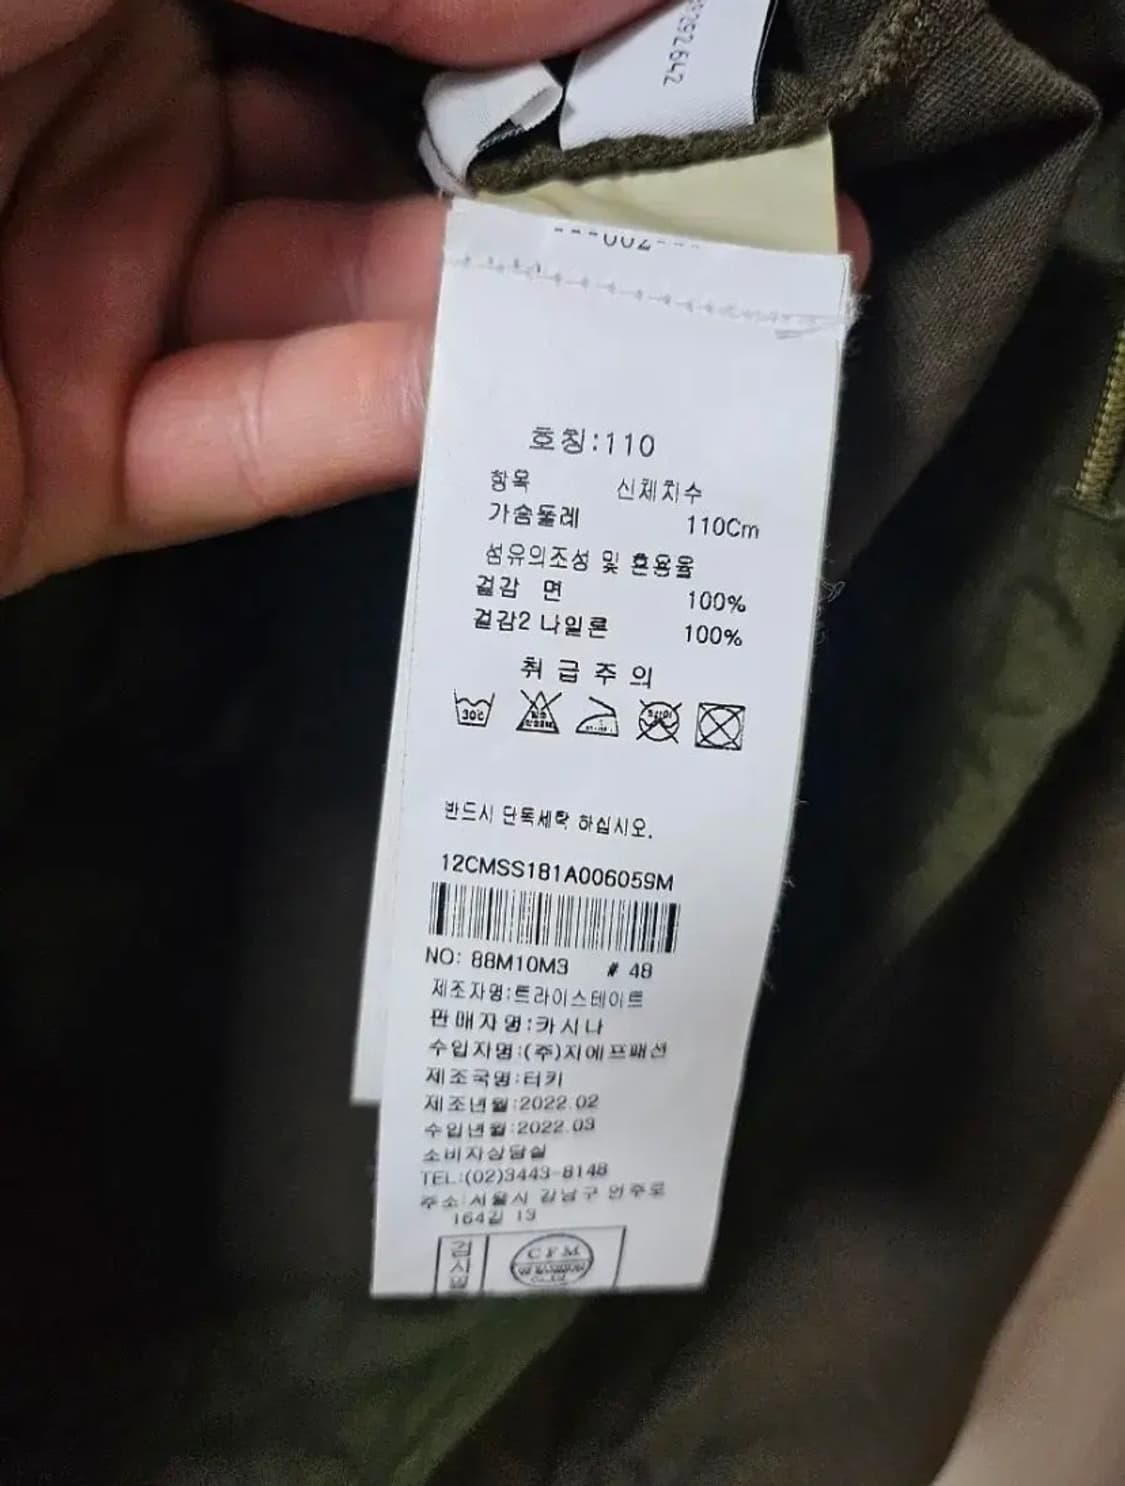 292642
호칭:110
항목 신체치수
가슴둘레 110Cm
섬유의조성 및 혼용율
겉감 면 100%
겉감2 나일론 100%
취급주의
30c
반드시 단독세탁 하십시오.
12CMSS181A006059M
NO: 88M10M3 # 48
제조자명:트라이스테이트
판매자명:카시나
수입자명:(주)지에프패션
제조국명:터키
제조년월:2022.02
수입년월:2022.03
소비자상담실
TEL:(02)3443-8148
주소:서울시 강남구 언주로
164길 13
검사필
CFM